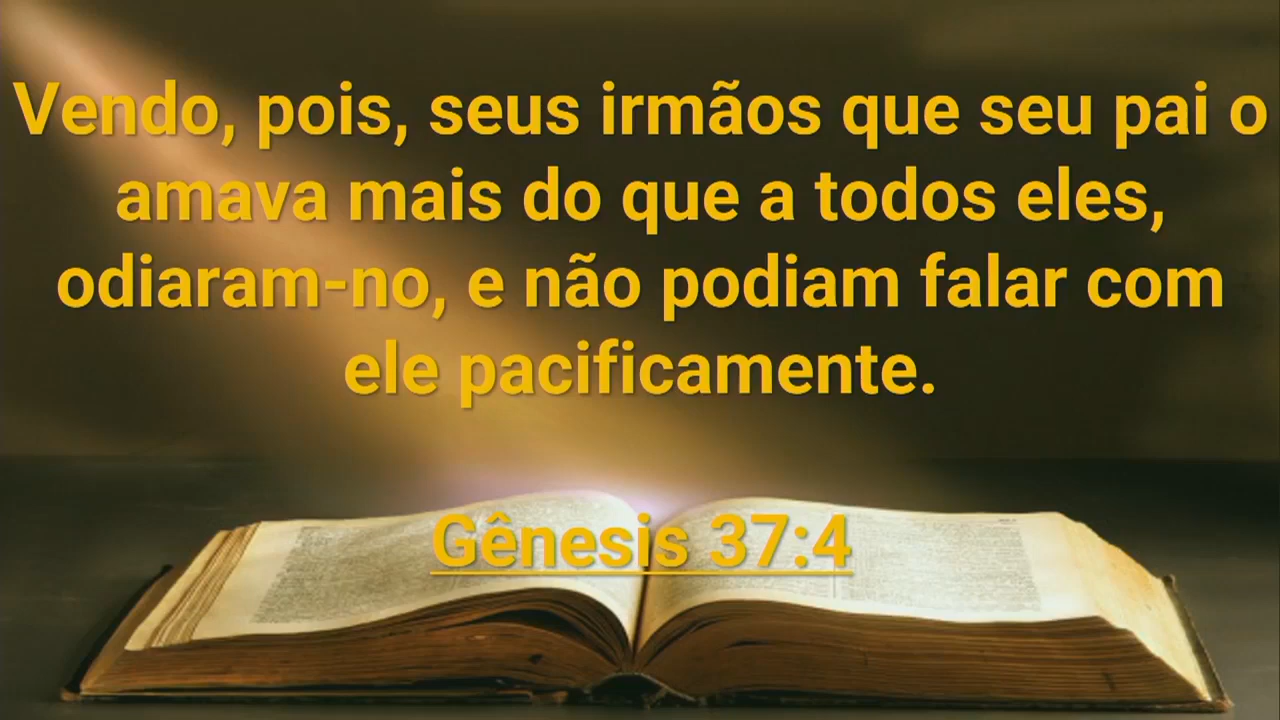 Vendo, pois, seus irmãos que seu pai o
amava mais do que a todos eles,
odiaram-no, e não podiam falar com
ele pacificamente.
Gênesis 37:4